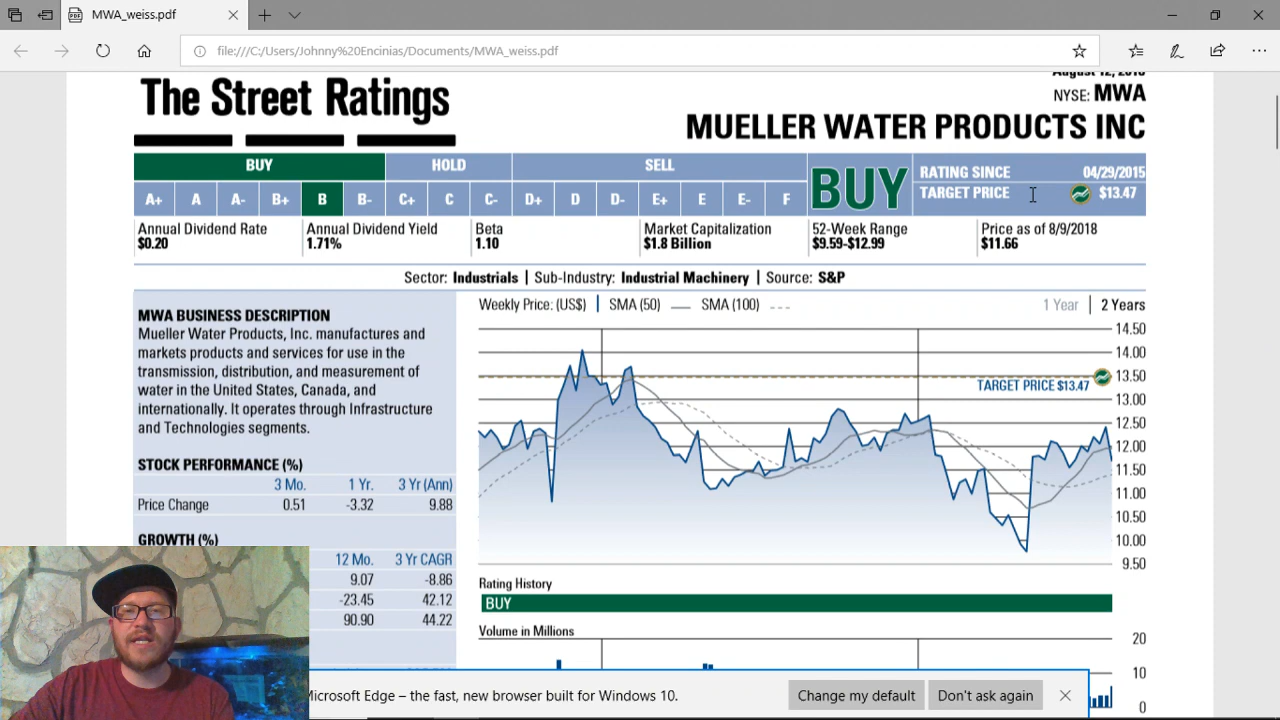 MWA_weiss.pdf
file:///C:/Users/Johnny%20Encinias/Documents/MWA_weiss.pdf
August 12, 2018
The Street Ratings
NYSE: MWA
MUELLER WATER PRODUCTS INC
BUY HOLD SELL
A+ A A- B+ B B- C+ C C- D+ D D- E+ E E- F
BUY
RATING SINCE 04/29/2015
TARGET PRICE $13.47
Annual Dividend Rate
$0.20
Annual Dividend Yield
1.71%
Beta
1.10
Market Capitalization
$1.8 Billion
52-Week Range
$9.59-$12.99
Price as of 8/9/2018
$11.66
Sector: Industrials | Sub-Industry: Industrial Machinery | Source: S&P
MWA BUSINESS DESCRIPTION
Mueller Water Products, Inc. manufactures and
markets products and services for use in the
transmission, distribution, and measurement of
water in the United States, Canada, and
internationally. It operates through Infrastructure
and Technologies segments.
STOCK PERFORMANCE (%)
3 Mo. 1 Yr. 3 Yr (Ann)
Price Change 0.51 -3.32 9.88
GROWTH (%)
12 Mo. 3 Yr CAGR
9.07 -8.86
-23.45 42.12
90.90 44.22
Weekly Price: (US$) SMA (50) SMA (100)
1 Year | 2 Years
14.50
14.00
13.50
TARGET PRICE $13.47
13.00
12.50
12.00
11.50
11.00
10.50
10.00
9.50
Rating History
BUY
Volume in Millions
20
10
0
Microsoft Edge – the fast, new browser built for Windows 10.
Change my default
Don't ask again